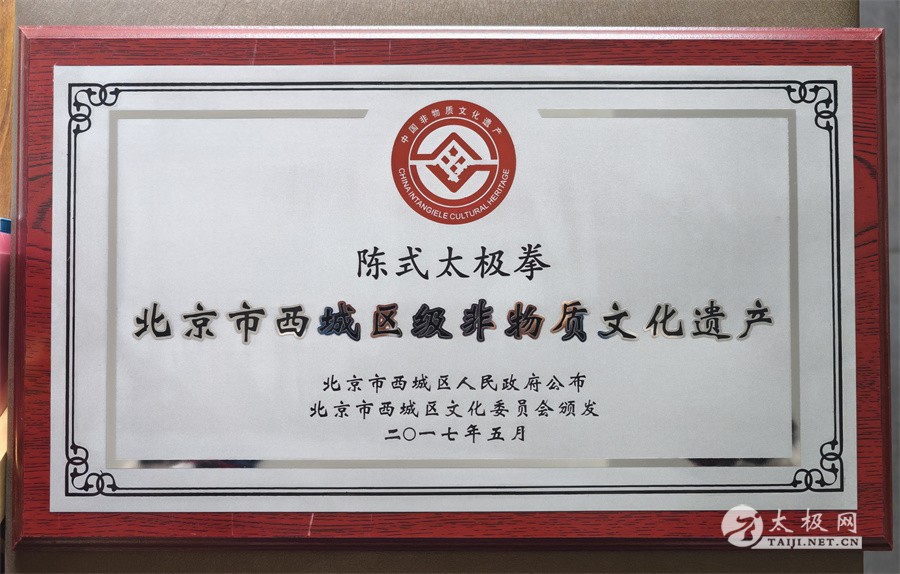 中国非物质文化遗产
CHINA INTANGIELE CULTURAL HERITAGE
陈式太极拳
北京市西城区级非物质文化遗产
北京市西城区人民政府公布
北京市西城区文化委员会颁发
二〇一七年五月
太极网
TAIJI.NET.CN